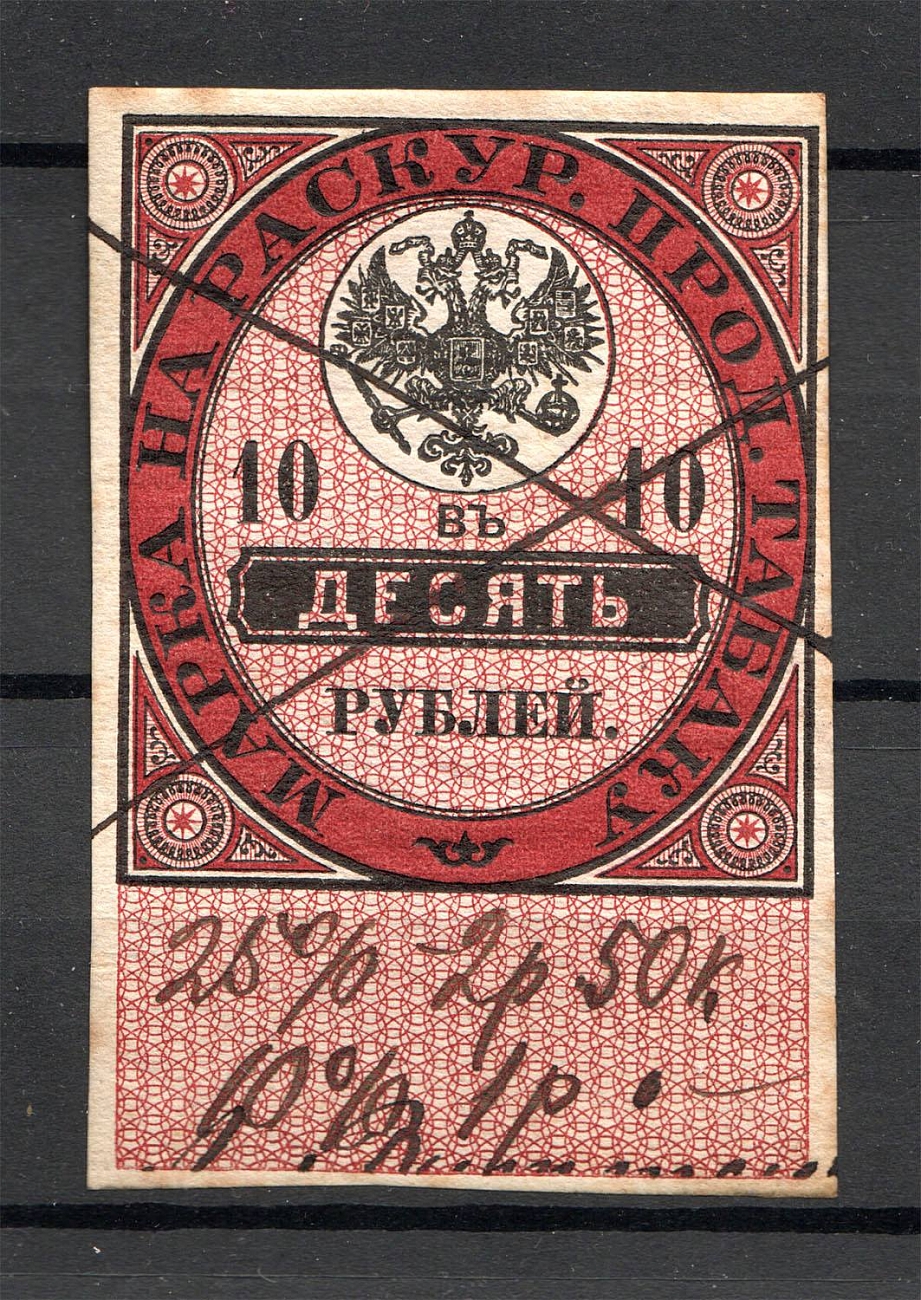 МАРКА НА РАСКУР. ПРОД. ТАБАКУ
10 10
ВЪ
ДЕСЯТЬ
РУБЛЕЙ.
25% 2р 50к
10% 1р. —